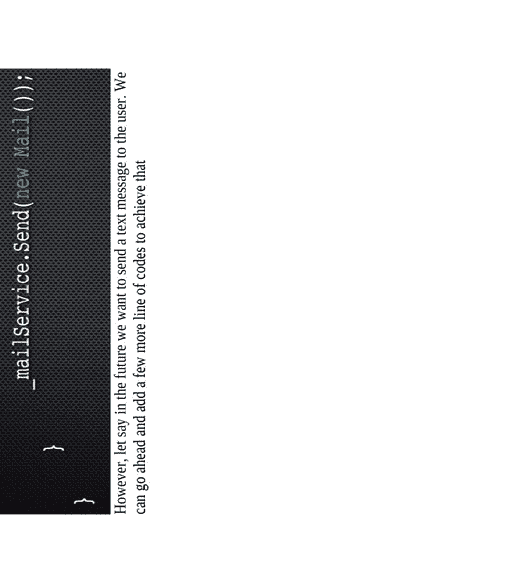 _mailService.Send(new Mail());
}
}
However, let say in the future we want to send a text message to the user. We
can go ahead and add a few more line of codes to achieve that